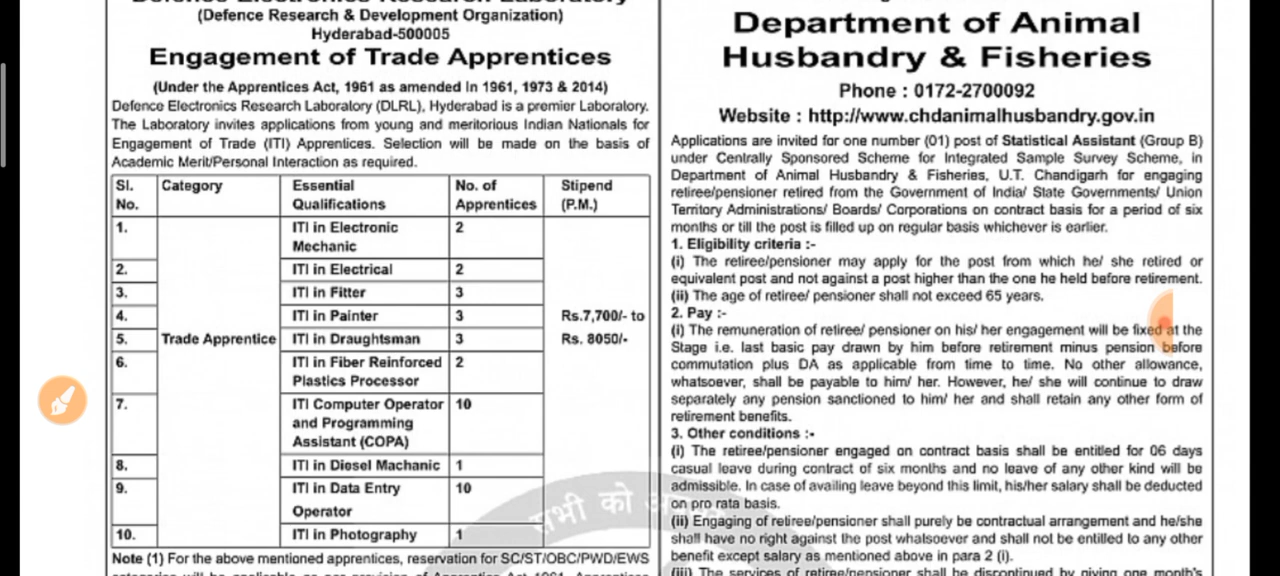 Defence Electronics Research Laboratory
(Defence Research & Development Organization)
Hyderabad-500005
Engagement of Trade Apprentices
(Under the Apprentices Act, 1961 as amended In 1961, 1973 & 2014)
Defence Electronics Research Laboratory (DLRL), Hyderabad is a premier Laboratory.
The Laboratory invites applications from young and meritorious Indian Nationals for
Engagement of Trade (ITI) Apprentices. Selection will be made on the basis of
Academic Merit/Personal Interaction as required.
Sl. No. Category Essential Qualifications No. of Apprentices Stipend (P.M.)
1. ITI in Electronic Mechanic 2
2. ITI in Electrical 2
3. ITI in Fitter 3
4. ITI in Painter 3 Rs.7,700/- to
5. Trade Apprentice ITI in Draughtsman 3 Rs. 8050/-
6. ITI in Fiber Reinforced Plastics Processor 2
7. ITI Computer Operator and Programming Assistant (COPA) 10
8. ITI in Diesel Machanic 1
9. ITI in Data Entry Operator 10
10. ITI in Photography 1
Note (1) For the above mentioned apprentices, reservation for SC/ST/OBC/PWD/EWS
Department of Animal
Husbandry & Fisheries
Phone : 0172-2700092
Website : http://www.chdanimalhusbandry.gov.in
Applications are invited for one number (01) post of Statistical Assistant (Group B)
under Centrally Sponsored Scheme for Integrated Sample Survey Scheme, in
Department of Animal Husbandry & Fisheries, U.T. Chandigarh for engaging
retiree/pensioner retired from the Government of India/ State Governments/ Union
Territory Administrations/ Boards/ Corporations on contract basis for a period of six
months or till the post is filled up on regular basis whichever is earlier.
1. Eligibility criteria :-
(i) The retiree/pensioner may apply for the post from which he/ she retired or
equivalent post and not against a post higher than the one he held before retirement.
(ii) The age of retiree/ pensioner shall not exceed 65 years.
2. Pay :-
(i) The remuneration of retiree/ pensioner on his/ her engagement will be fixed at the
Stage i.e. last basic pay drawn by him before retirement minus pension before
commutation plus DA as applicable from time to time. No other allowance,
whatsoever, shall be payable to him/ her. However, he/ she will continue to draw
separately any pension sanctioned to him/ her and shall retain any other form of
retirement benefits.
3. Other conditions :-
(i) The retiree/pensioner engaged on contract basis shall be entitled for 06 days
casual leave during contract of six months and no leave of any other kind will be
admissible. In case of availing leave beyond this limit, his/her salary shall be deducted
on pro rata basis.
(ii) Engaging of retiree/pensioner shall purely be contractual arrangement and he/she
shall have no right against the post whatsoever and shall not be entitled to any other
benefit except salary as mentioned above in para 2 (i).
(iii) The services of retiree/pensioner shall be discontinued by giving one month's
सभी को